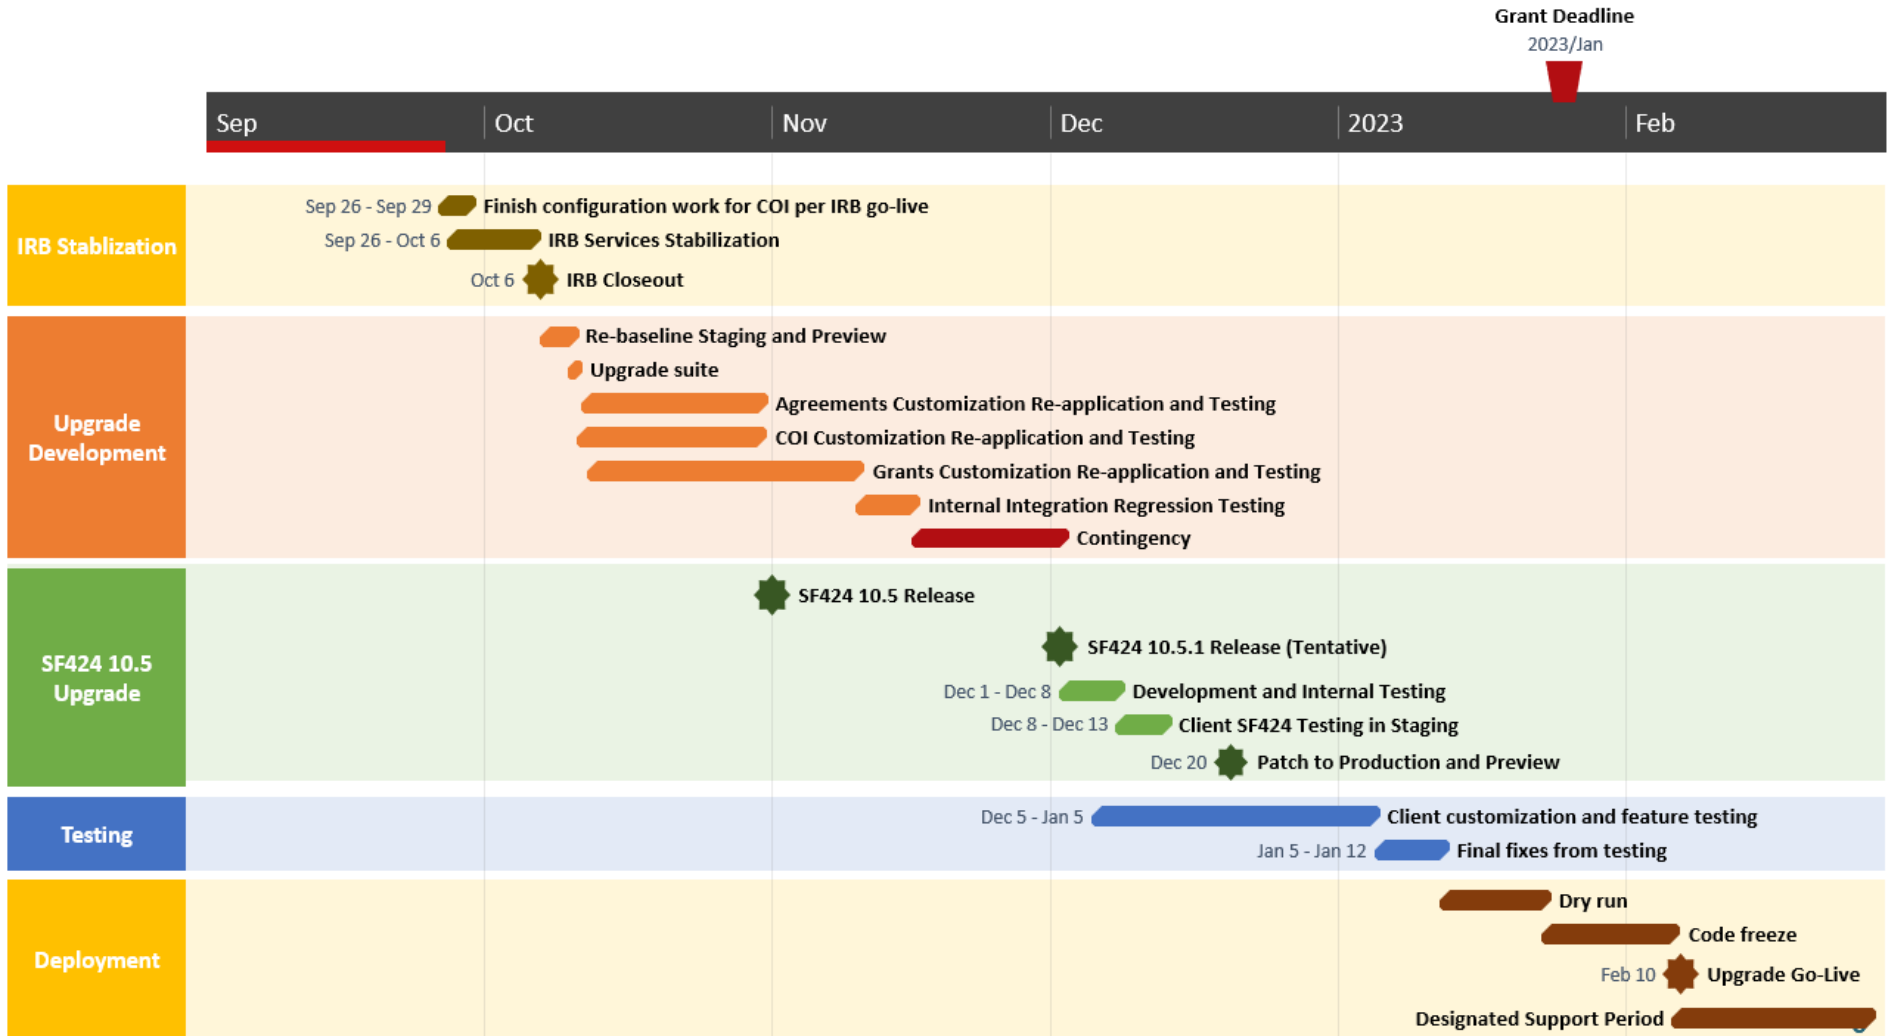 Grant Deadline
2023/Jan
Sep Oct Nov Dec 2023 Feb
IRB Stablization
Sep 26 - Sep 29 Finish configuration work for COI per IRB go-live
Sep 26 - Oct 6 IRB Services Stabilization
Oct 6 IRB Closeout
Upgrade
Development
Re-baseline Staging and Preview
Upgrade suite
Agreements Customization Re-application and Testing
COI Customization Re-application and Testing
Grants Customization Re-application and Testing
Internal Integration Regression Testing
Contingency
SF424 10.5
Upgrade
SF424 10.5 Release
SF424 10.5.1 Release (Tentative)
Dec 1 - Dec 8 Development and Internal Testing
Dec 8 - Dec 13 Client SF424 Testing in Staging
Dec 20 Patch to Production and Preview
Testing
Dec 5 - Jan 5 Client customization and feature testing
Jan 5 - Jan 12 Final fixes from testing
Deployment
Dry run
Code freeze
Feb 10 Upgrade Go-Live
Designated Support Period